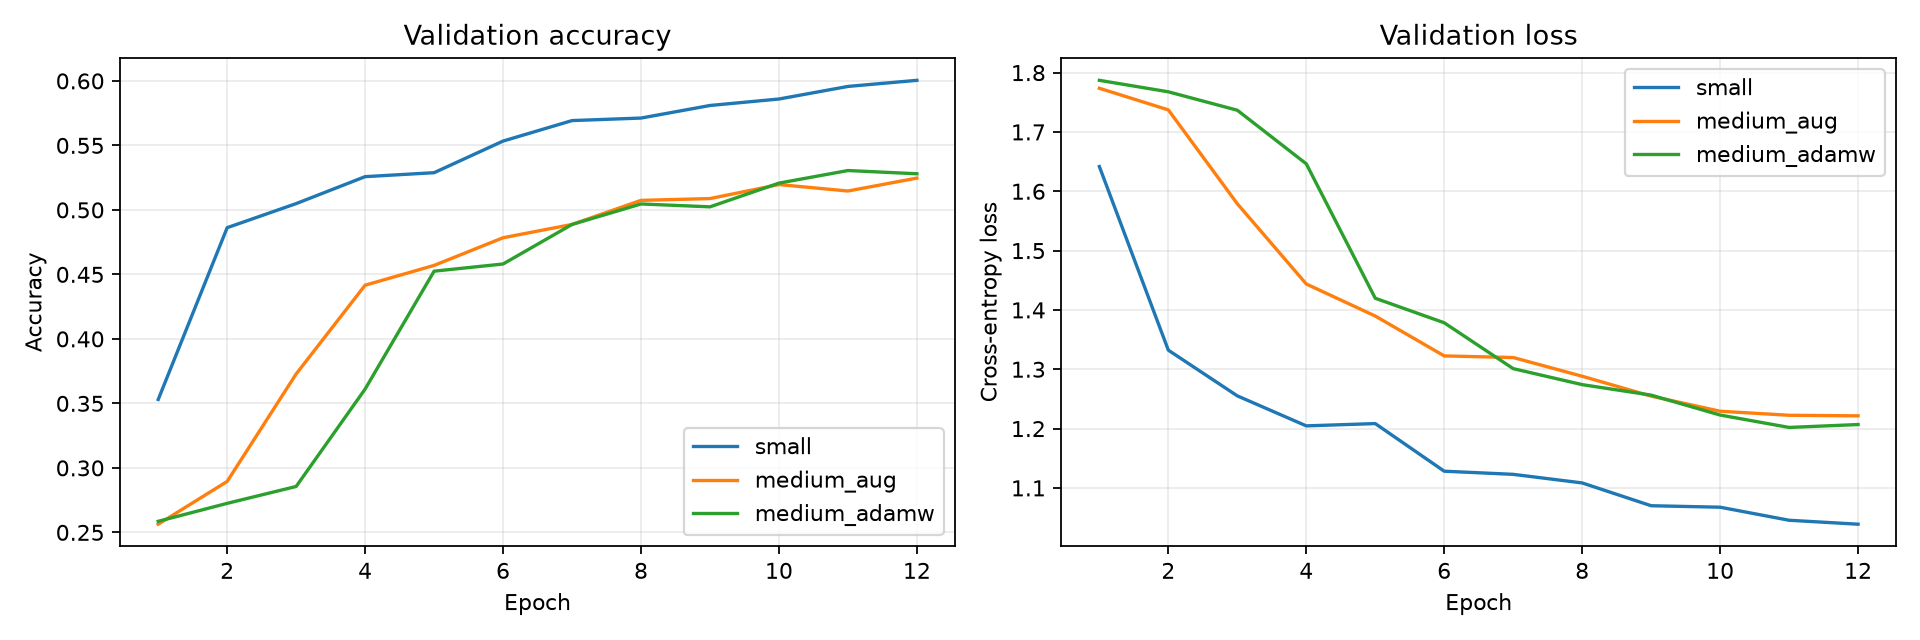 Validation accuracy
Accuracy
0.60
0.55
0.50
0.45
0.40
0.35
0.30
0.25
small
medium_aug
medium_adamw
2 4 6 8 10 12
Epoch
Validation loss
Cross-entropy loss
1.8
1.7
1.6
1.5
1.4
1.3
1.2
1.1
small
medium_aug
medium_adamw
2 4 6 8 10 12
Epoch